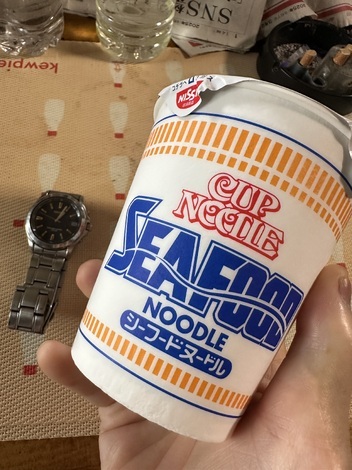 kewpie
SNS
NISSIN
CUP
NOODLE
SEAFOOD
NOODLE
シーフードヌードル